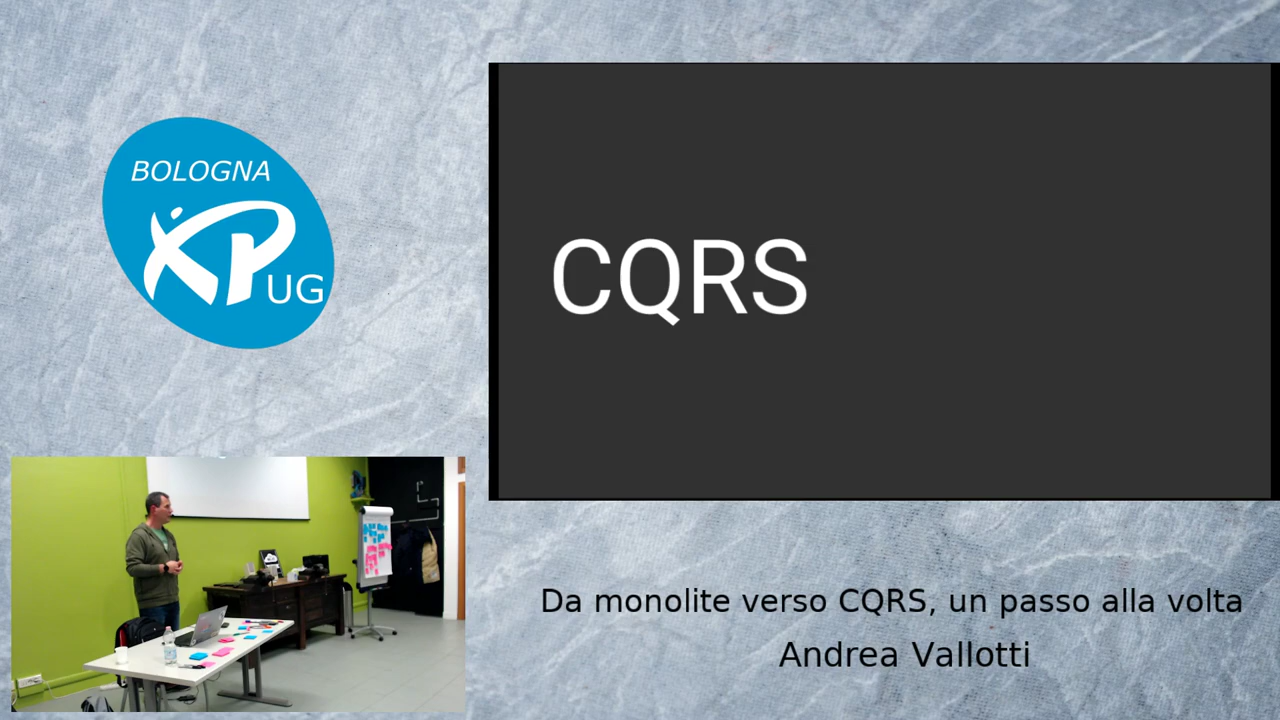 BOLOGNA
XP
UG
CQRS
Da monolite verso CQRS, un passo alla volta
Andrea Vallotti